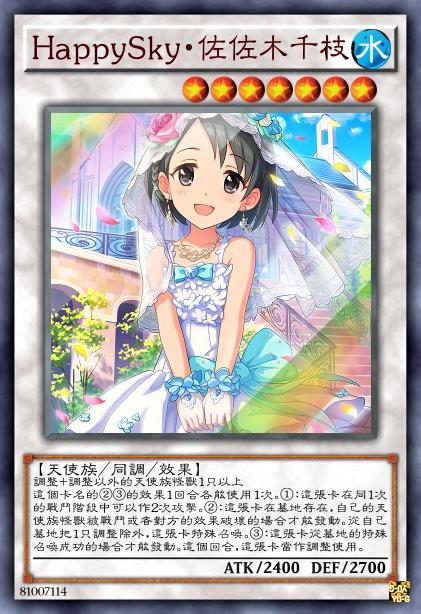 HappySky・佐佐木千枝
水
【天使族/同調/效果】
調整+調整以外的天使族怪獸1只以上
這個卡名的②③的效果1回合各能使用1次。①：這張卡在同1次
的戰鬥階段中可以作2次攻擊。②：這張卡在墓地存在，自己的天
使族怪獸被戰鬥或者對方的效果破壞的場合才能發動。從自己
墓地把1只調整除外，這張卡特殊召喚。③：這張卡從墓地的特殊
召喚成功的場合才能發動。這個回合，這張卡當作調整使用。
ATK/2400 DEF/2700
81007114